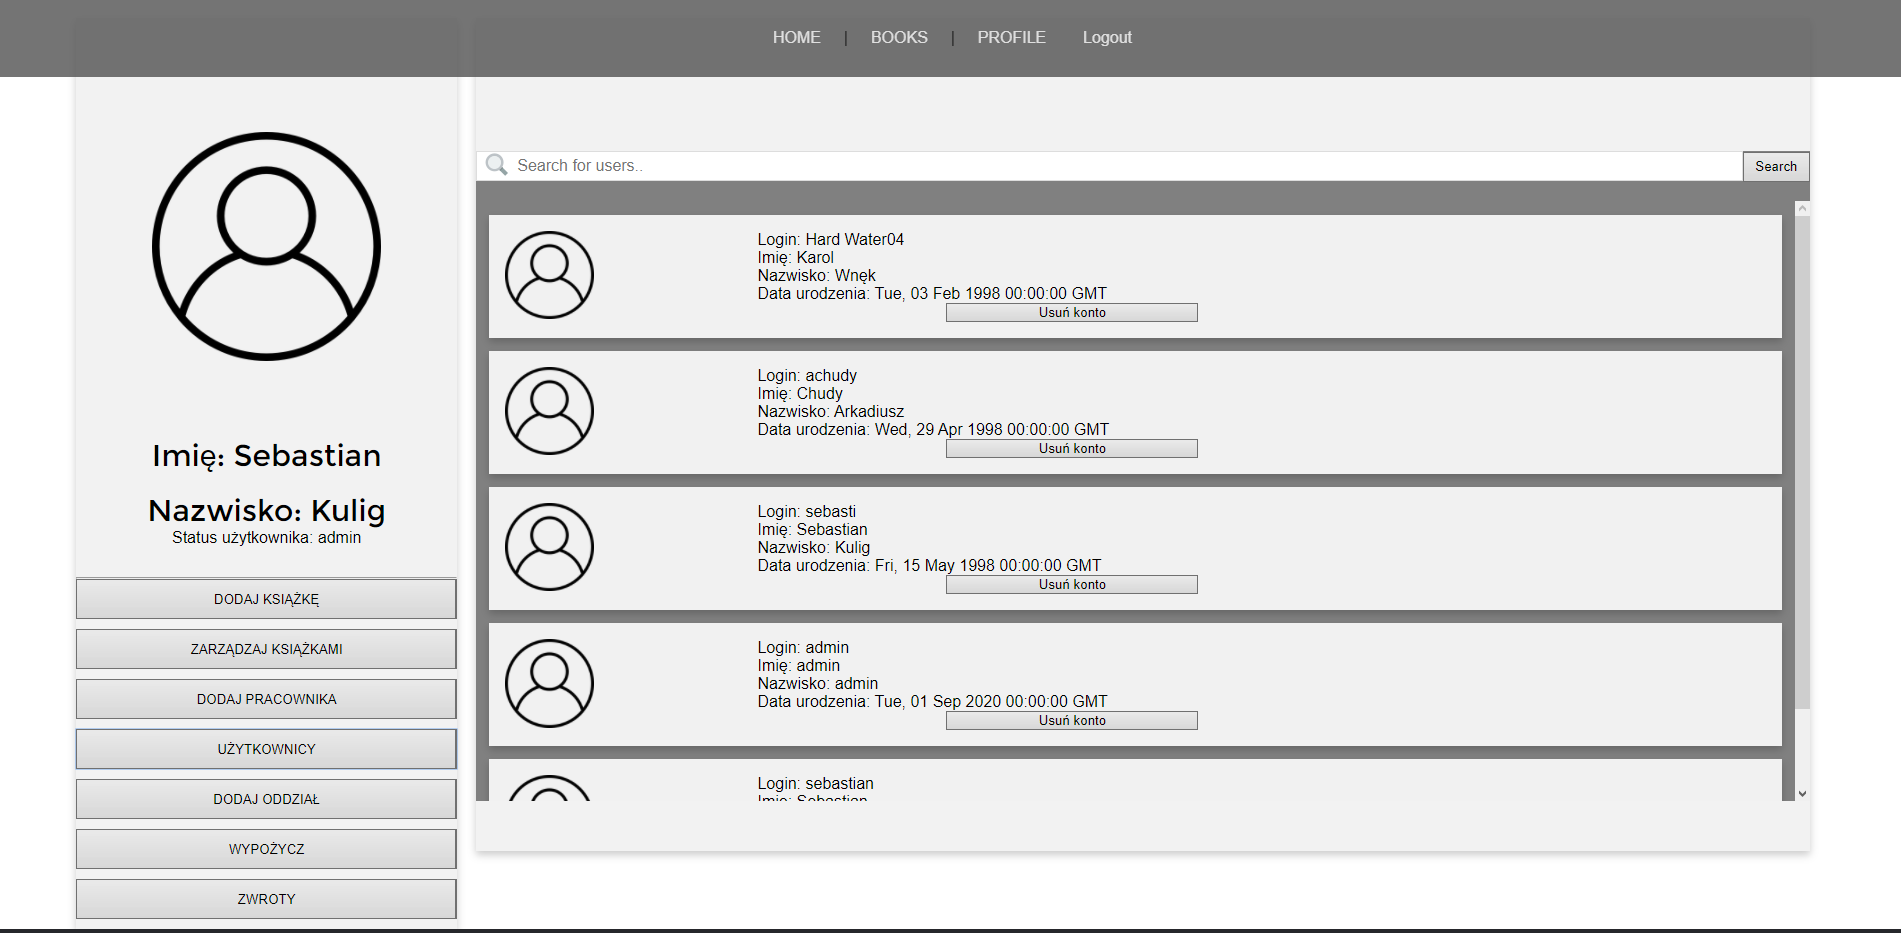 HOME | BOOKS | PROFILE Logout
Imię: Sebastian
Nazwisko: Kulig
Status użytkownika: admin
DODAJ KSIĄŻKĘ
ZARZĄDZAJ KSIĄŻKAMI
DODAJ PRACOWNIKA
UŻYTKOWNICY
DODAJ ODDZIAŁ
WYPOŻYCZ
ZWROTY
Search for users..
Search
Login: Hard Water04
Imię: Karol
Nazwisko: Wnęk
Data urodzenia: Tue, 03 Feb 1998 00:00:00 GMT
Usuń konto
Login: achudy
Imię: Chudy
Nazwisko: Arkadiusz
Data urodzenia: Wed, 29 Apr 1998 00:00:00 GMT
Usuń konto
Login: sebasti
Imię: Sebastian
Nazwisko: Kulig
Data urodzenia: Fri, 15 May 1998 00:00:00 GMT
Usuń konto
Login: admin
Imię: admin
Nazwisko: admin
Data urodzenia: Tue, 01 Sep 2020 00:00:00 GMT
Usuń konto
Login: sebastian
Imię: Sebastian